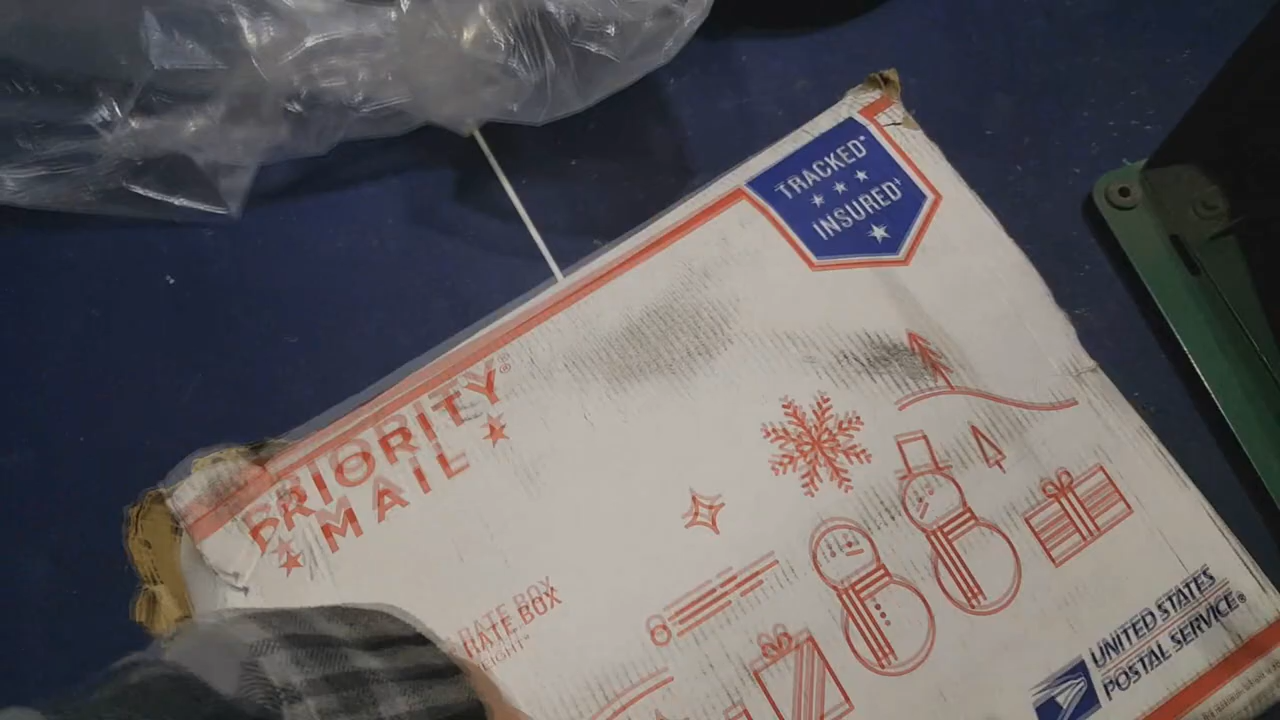 TRACKED*
INSURED†
PRIORITY®
MAIL
RATE BOX
UNITED STATES
POSTAL SERVICE®